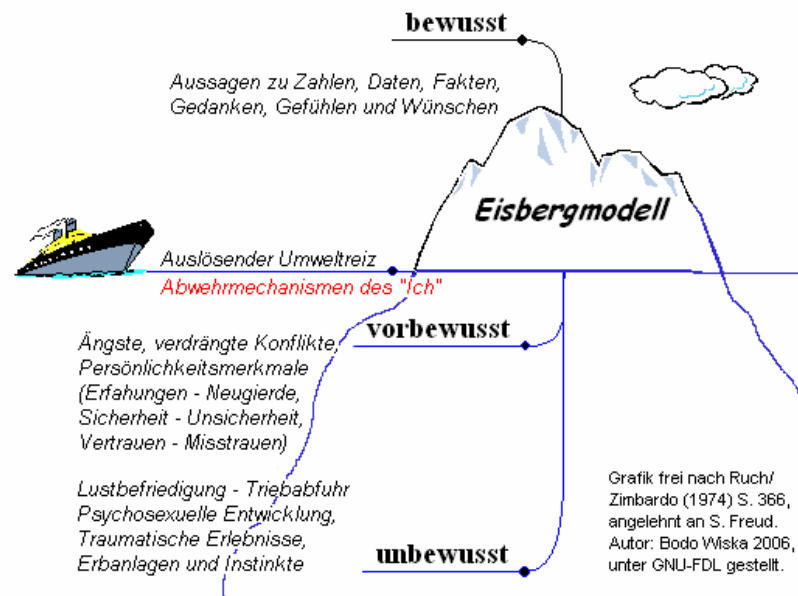 bewusst
Aussagen zu Zahlen, Daten, Fakten,
Gedanken, Gefühlen und Wünschen
Eisbergmodell
Auslösender Umweltreiz
Abwehrmechanismen des "Ich"
vorbewusst
Ängste, verdrängte Konflikte,
Persönlichkeitsmerkmale
(Erfahungen - Neugierde,
Sicherheit - Unsicherheit,
Vertrauen - Misstrauen)
Lustbefriedigung - Triebabfuhr
Psychosexuelle Entwicklung,
Traumatische Erlebnisse,
Erbanlagen und Instinkte
unbewusst
Grafik frei nach Ruch/
Zimbardo (1974) S. 366,
angelehnt an S. Freud.
Autor: Bodo Wiska 2006,
unter GNU-FDL gestellt.